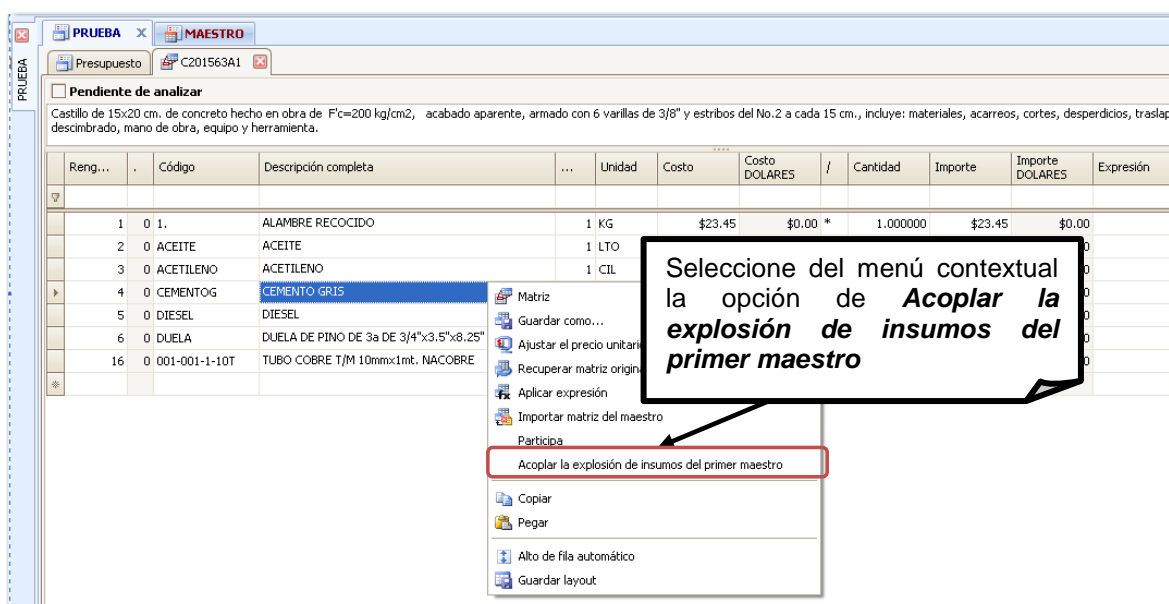 PRUEBA X MAESTRO
PRUEBA
Presupuesto C201563A1
Pendiente de analizar
Castillo de 15x20 cm. de concreto hecho en obra de F'c=200 kg/cm2, acabado aparente, armado con 6 varillas de 3/8" y estribos del No.2 a cada 15 cm., incluye: materiales, acarreos, cortes, desperdicios, traslap
descimbrado, mano de obra, equipo y herramienta.
Reng... . Código Descripción completa ... Unidad Costo Costo DOLARES / Cantidad Importe Importe DOLARES Expresión
1 0 1. ALAMBRE RECOCIDO 1 KG $23.45 $0.00 * 1.000000 $23.45 $0.00
2 0 ACEITE ACEITE 1 LTO
3 0 ACETILENO ACETILENO 1 CIL
4 0 CEMENTOG CEMENTO GRIS
5 0 DIESEL DIESEL
6 0 DUELA DUELA DE PINO DE 3a DE 3/4"x3.5"x8.25"
16 0 001-001-1-10T TUBO COBRE T/M 10mmx1mt. NACOBRE
Seleccione del menú contextual
la opción de Acoplar la
explosión de insumos del
primer maestro
Matriz
Guardar como...
Ajustar el precio unitari
Recuperar matriz origin
Aplicar expresión
Importar matriz del maestro
Participa
Acoplar la explosión de insumos del primer maestro
Copiar
Pegar
Alto de fila automático
Guardar layout